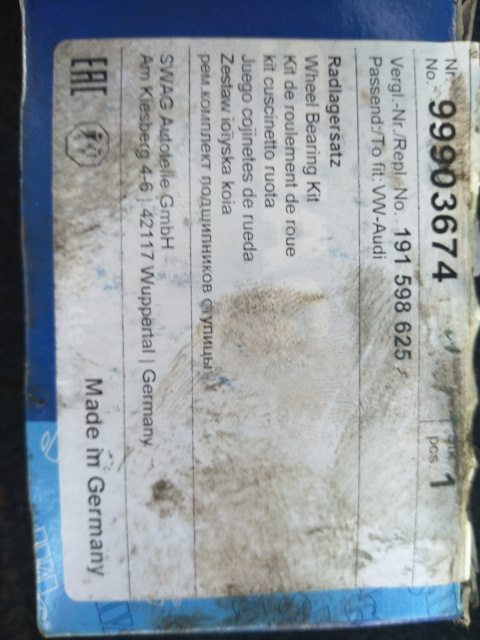 Nr. No. 99903674
pcs. 1
Vergl.-Nr./Repl. No. 191 598 625
Passend:/To fit: VW-Audi
Radlagersatz
Wheel Bearing Kit
Kit de roulement de roue
kit cuscinetto ruota
Juego cojinetes de rueda
Zestaw łożyska koła
рем.комплект подшипников ступицы
SWAG Autoteile GmbH
Am Kiesberg 4-6 | 42117 Wuppertal | Germany
EAC
Made in Germany